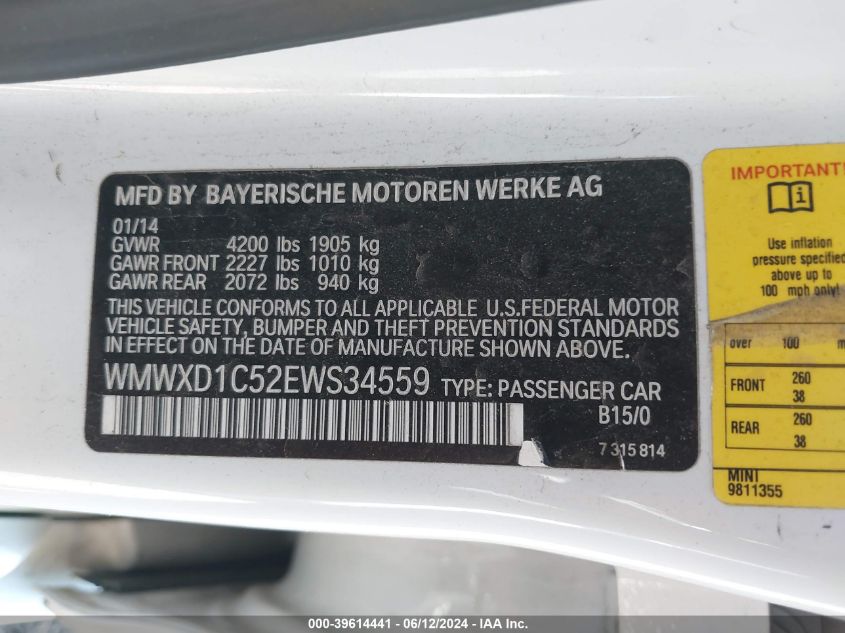 MFD BY BAYERISCHE MOTOREN WERKE AG
01/14
GVWR 4200 lbs 1905 kg
GAWR FRONT 2227 lbs 1010 kg
GAWR REAR 2072 lbs 940 kg
THIS VEHICLE CONFORMS TO ALL APPLICABLE U.S.FEDERAL MOTOR
VEHICLE SAFETY, BUMPER AND THEFT PREVENTION STANDARDS
IN EFFECT ON THE DATE OF MANUFACTURE SHOWN ABOVE.
WMWXD1C52EWS34559 TYPE: PASSENGER CAR
B15/0
7 315 814
IMPORTANT!
Use inflation
pressure specified
above up to
100 mph only!
over 100 m
FRONT 260
38
REAR 260
38
MINI
9811355
000-39614441 - 06/12/2024 - IAA Inc.